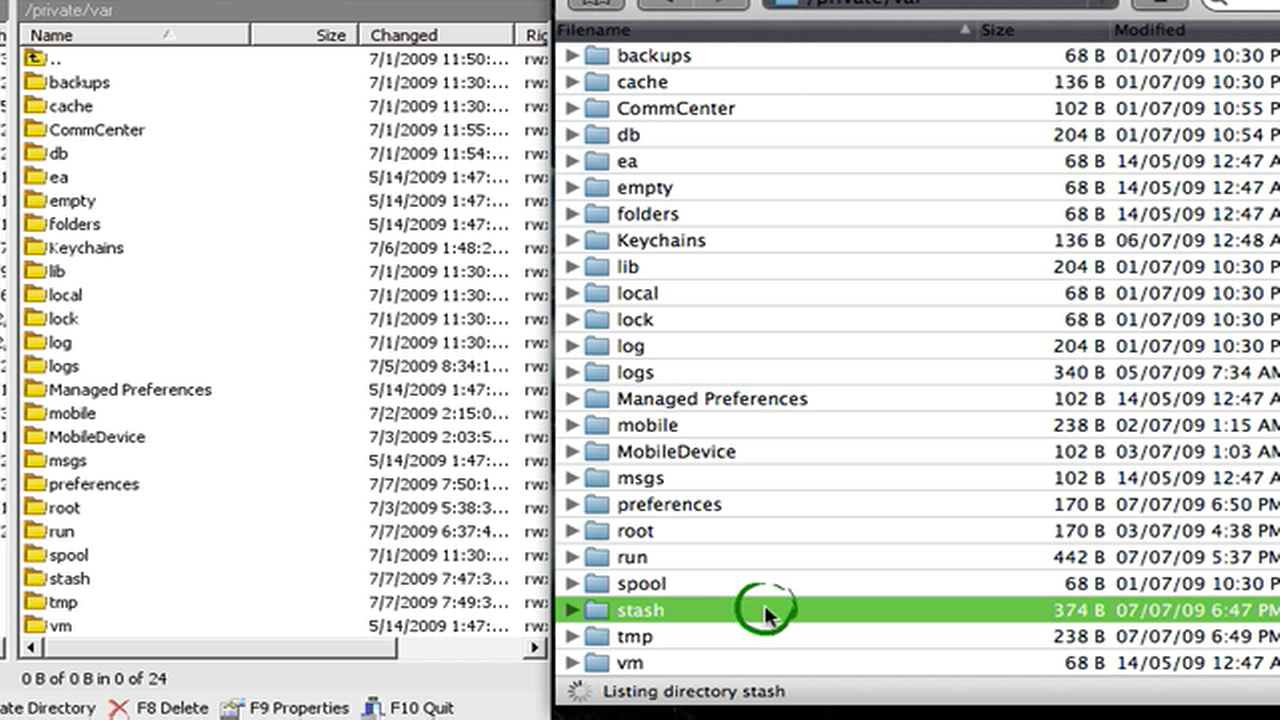 /private/var
Name Size Changed
.. 7/1/2009 11:50:...
backups 7/1/2009 11:30:...
cache 7/1/2009 11:30:...
CommCenter 7/1/2009 11:55:...
db 7/1/2009 11:54:...
ea 5/14/2009 1:47:...
empty 5/14/2009 1:47:...
folders 5/14/2009 1:47:...
Keychains 7/6/2009 1:48:2...
lib 7/1/2009 11:30:...
local 7/1/2009 11:30:...
lock 7/1/2009 11:30:...
log 7/1/2009 11:30:...
logs 7/5/2009 8:34:1...
Managed Preferences 5/14/2009 1:47:...
mobile 7/2/2009 2:15:0...
MobileDevice 7/3/2009 2:03:5...
msgs 5/14/2009 1:47:...
preferences 7/7/2009 7:50:1...
root 7/3/2009 5:38:3...
run 7/7/2009 6:37:4...
spool 7/1/2009 11:30:...
stash 7/7/2009 7:47:3...
tmp 7/7/2009 7:49:3...
vm 5/14/2009 1:47:...
0 B of 0 B in 0 of 24
ate Directory F8 Delete F9 Properties F10 Quit
/private/var
Filename Size Modified
backups 68 B 01/07/09 10:30 P
cache 136 B 01/07/09 10:30 P
CommCenter 102 B 01/07/09 10:55 P
db 204 B 01/07/09 10:54 P
ea 68 B 14/05/09 12:47 A
empty 68 B 14/05/09 12:47 A
folders 68 B 14/05/09 12:47 A
Keychains 136 B 06/07/09 12:48 A
lib 204 B 01/07/09 10:30 P
local 68 B 01/07/09 10:30 P
lock 68 B 01/07/09 10:30 P
log 204 B 01/07/09 10:30 P
logs 340 B 05/07/09 7:34 AM
Managed Preferences 102 B 14/05/09 12:47 A
mobile 238 B 02/07/09 1:15 AM
MobileDevice 102 B 03/07/09 1:03 AM
msgs 102 B 14/05/09 12:47 A
preferences 170 B 07/07/09 6:50 PM
root 170 B 03/07/09 4:38 PM
run 442 B 07/07/09 5:37 PM
spool 68 B 01/07/09 10:30 P
stash 374 B 07/07/09 6:47 PM
tmp 238 B 07/07/09 6:49 PM
vm 68 B 14/05/09 12:47 A
Listing directory stash